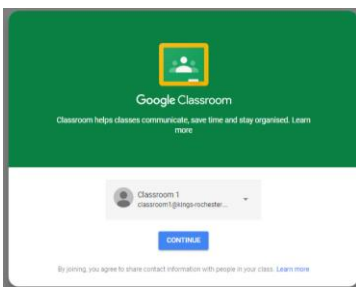 Google Classroom
Classroom helps classes communicate, save time and stay organised. Learn
more
Classroom 1
classroom1@kings-rochester...
CONTINUE
By joining, you agree to share contact information with people in your class. Learn more